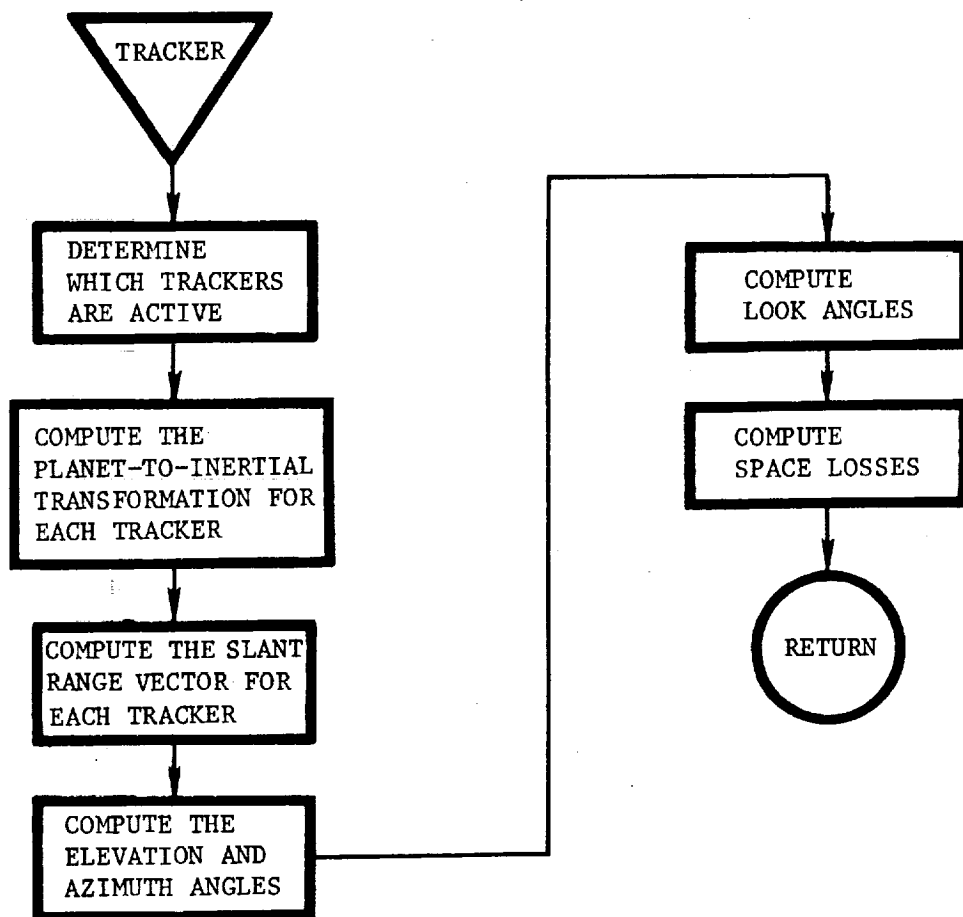 TRACKER
DETERMINE
WHICH TRACKERS
ARE ACTIVE
COMPUTE THE
PLANET-TO-INERTIAL
TRANSFORMATION FOR
EACH TRACKER
COMPUTE THE SLANT
RANGE VECTOR FOR
EACH TRACKER
COMPUTE THE
ELEVATION AND
AZIMUTH ANGLES
COMPUTE
LOOK ANGLES
COMPUTE
SPACE LOSSES
RETURN